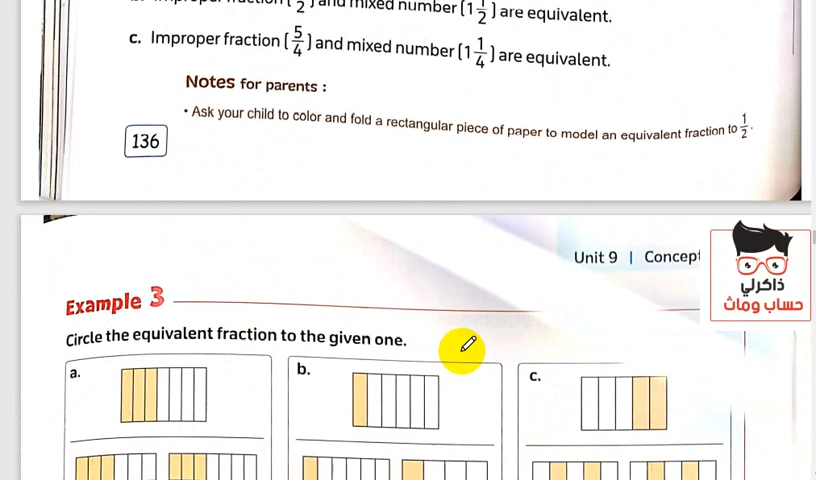 fraction [ /2 ] and mixed number [1 1/2] are equivalent.
c. Improper fraction [5/4] and mixed number [1 1/4] are equivalent.
Notes for parents :
• Ask your child to color and fold a rectangular piece of paper to model an equivalent fraction to 1/2.
136
Unit 9 | Concept
ذاكرلي
حساب وماث
Example 3
Circle the equivalent fraction to the given one.
a.
b.
c.